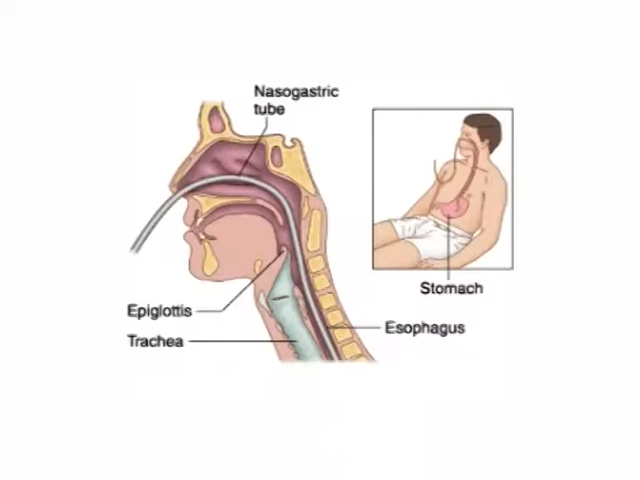 Nasogastric
tube
Stomach
Epiglottis
Esophagus
Trachea